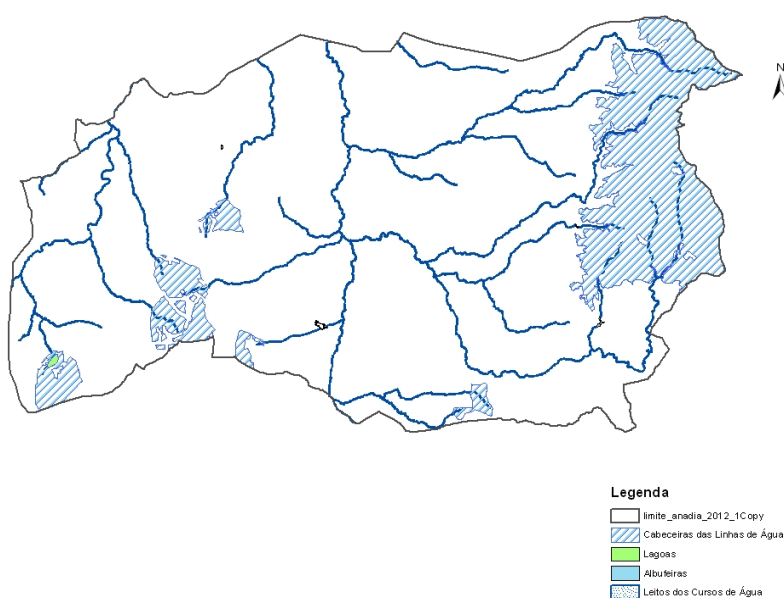 N
Legenda
limite_anadia_2012_1Copy
Cabeceiras das Linhas de Água
Lagoas
Albufeiras
Leitos dos Cursos de Água